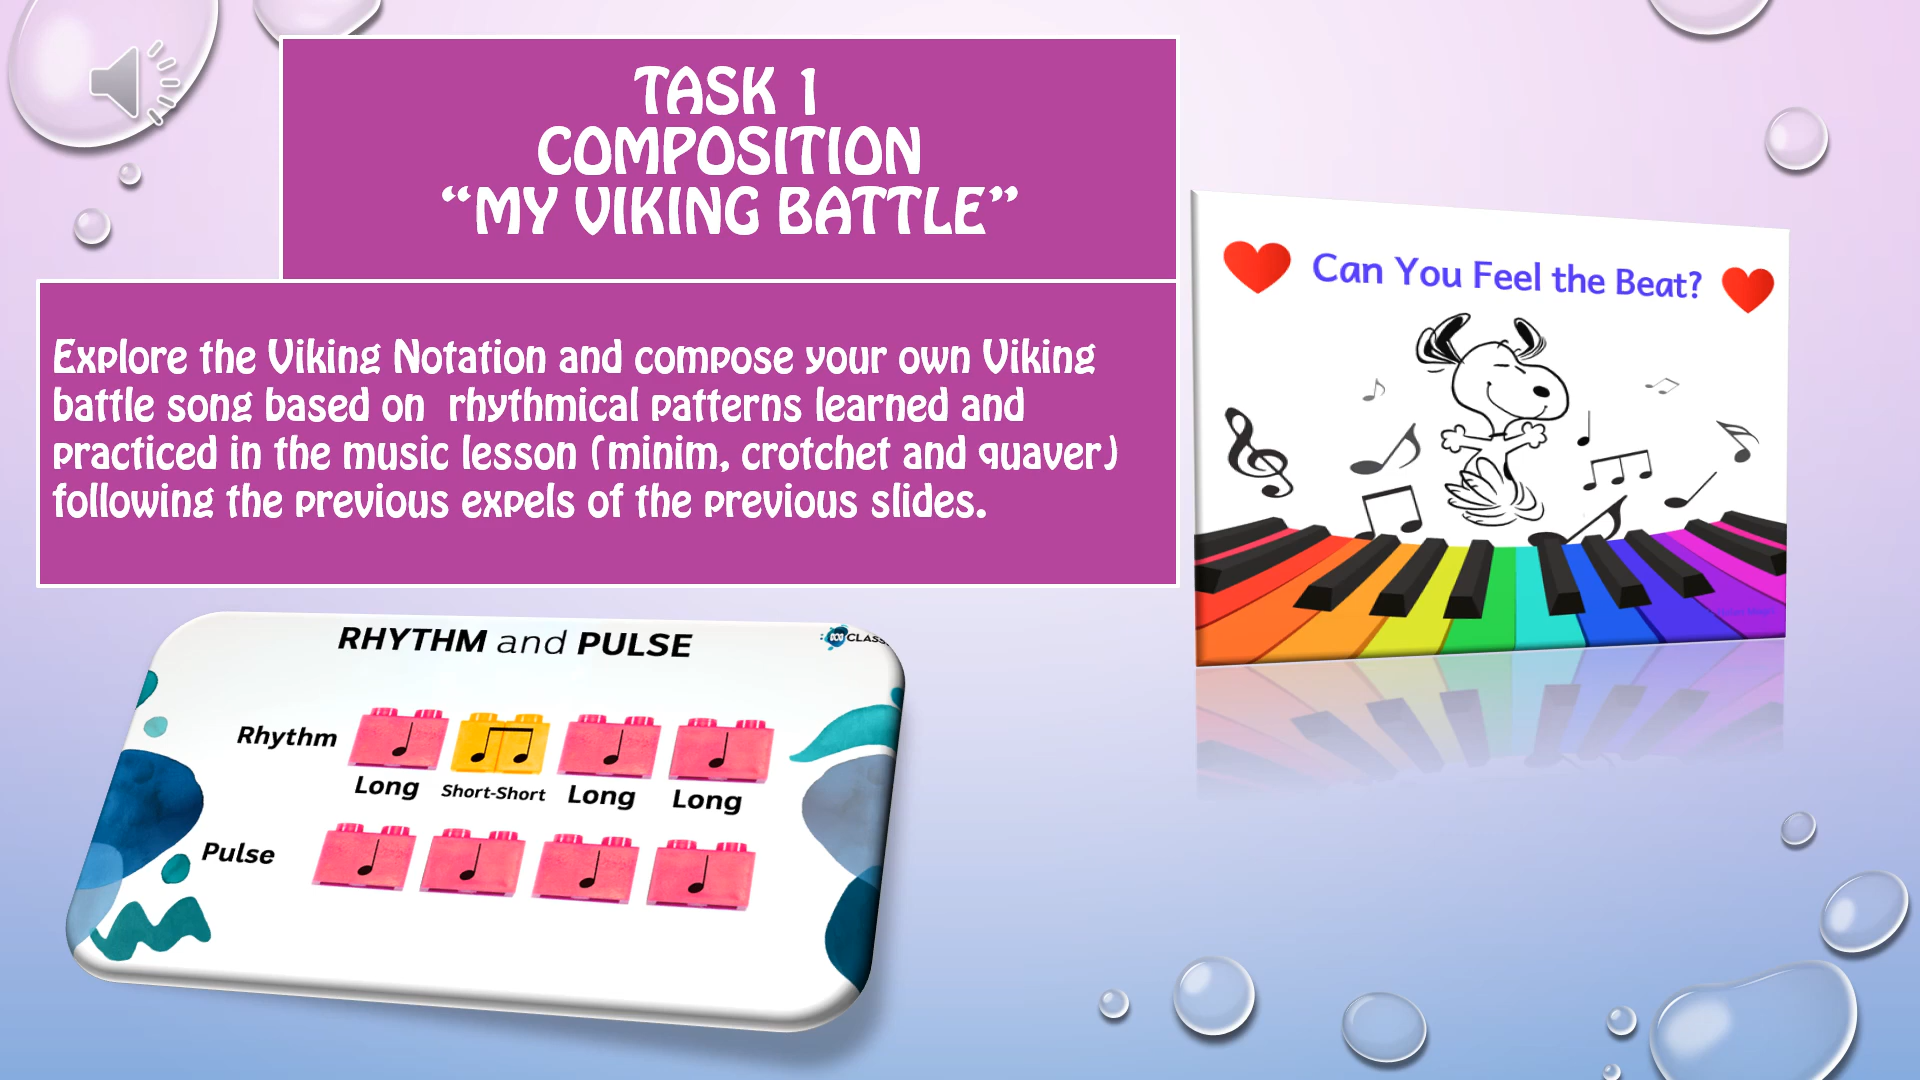 TASK 1
COMPOSITION
“MY VIKING BATTLE”
Explore the Viking Notation and compose your own Viking
battle song based on rhythmical patterns learned and
practiced in the music lesson (minim, crotchet and quaver)
following the previous expels of the previous slides.
Can You Feel the Beat?
RHYTHM and PULSE
Rhythm
Long Short-Short Long Long
Pulse